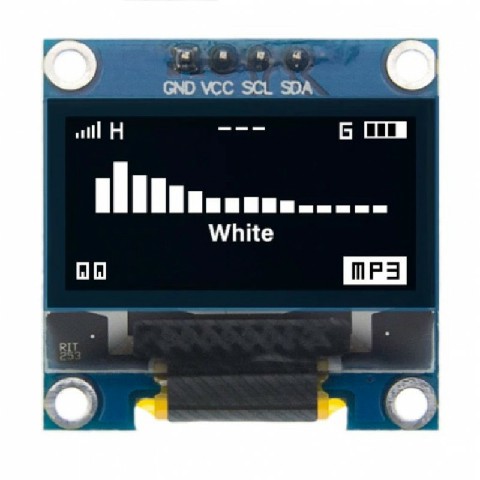 GND VCC SCL SDA
H --- G
White
MP3
RIT
253